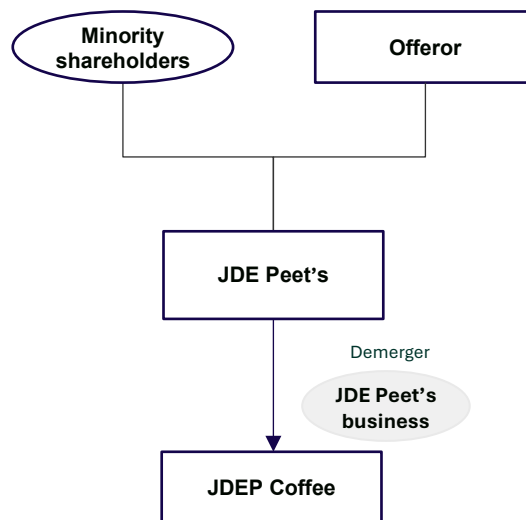 Minority
shareholders
Offeror
JDE Peet's
Demerger
JDE Peet's
business
JDEP Coffee